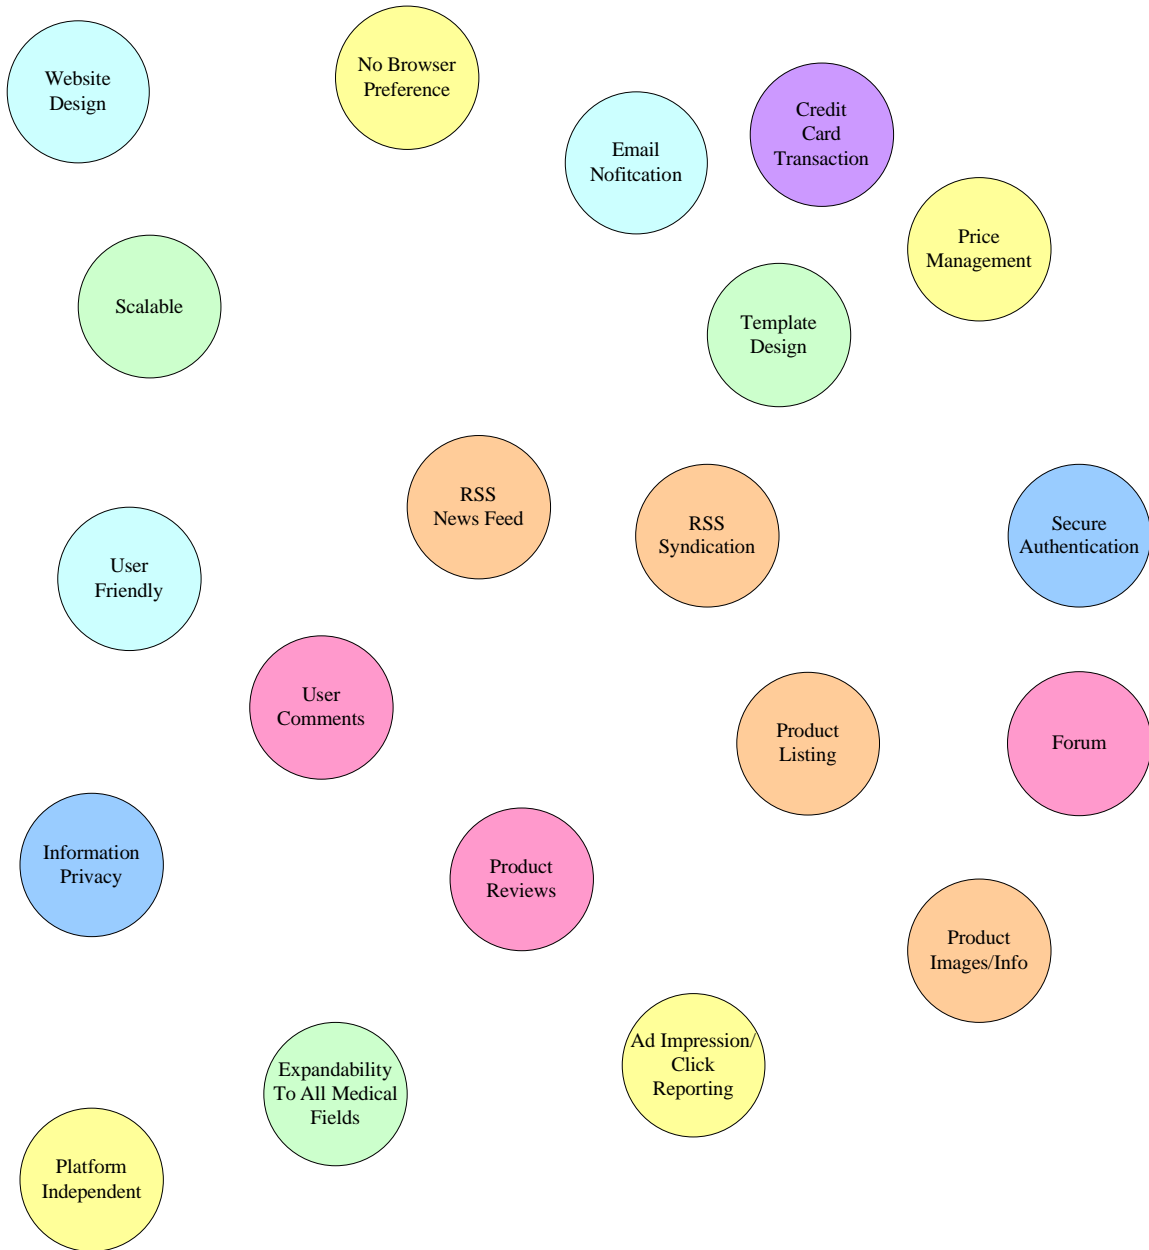 Website
Design
No Browser
Preference
Email
Nofitcation
Credit
Card
Transaction
Price
Management
Scalable
Template
Design
RSS
News Feed
RSS
Syndication
Secure
Authentication
User
Friendly
User
Comments
Product
Listing
Forum
Information
Privacy
Product
Reviews
Product
Images/Info
Ad Impression/
Click
Reporting
Expandability
To All Medical
Fields
Platform
Independent